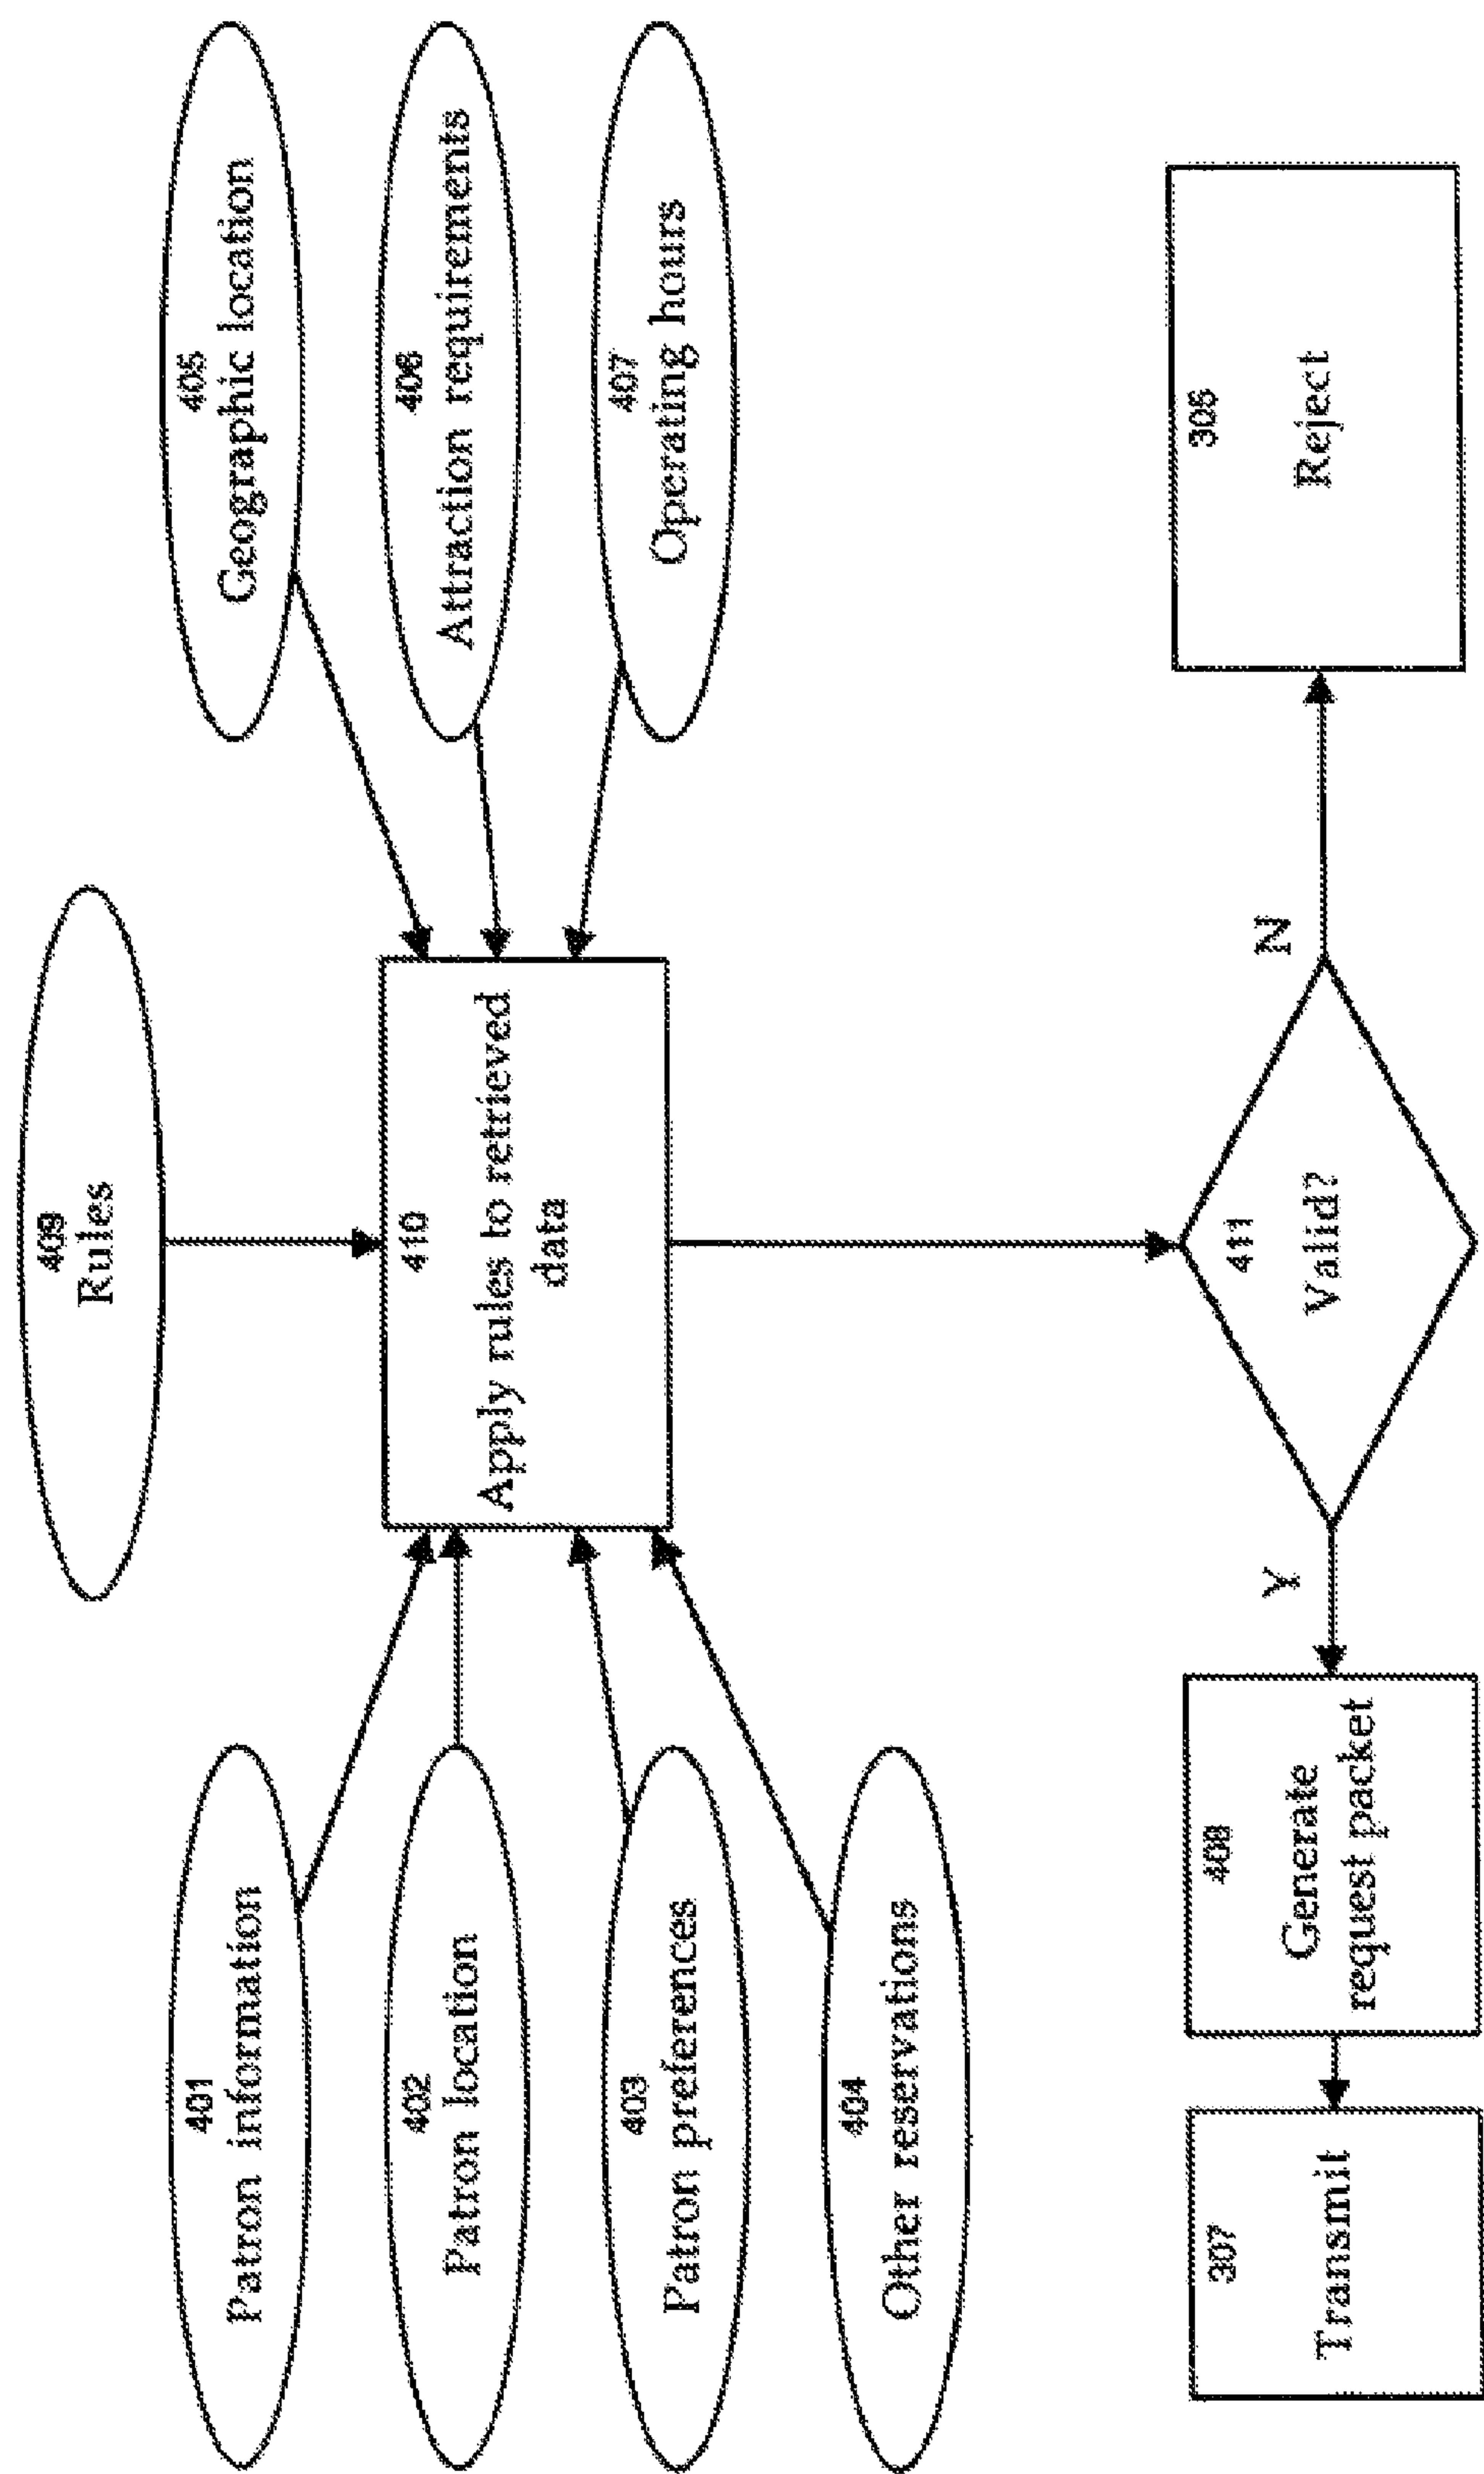 409
Rules
401
Patron information
402
Patron location
403
Patron preferences
404
Other reservations
410
Apply rules to retrieved
data
405
Geographic location
406
Attraction requirements
407
Operating hours
411
Valid?
Y
N
307
Transmit
408
Generate
request packet
306
Reject